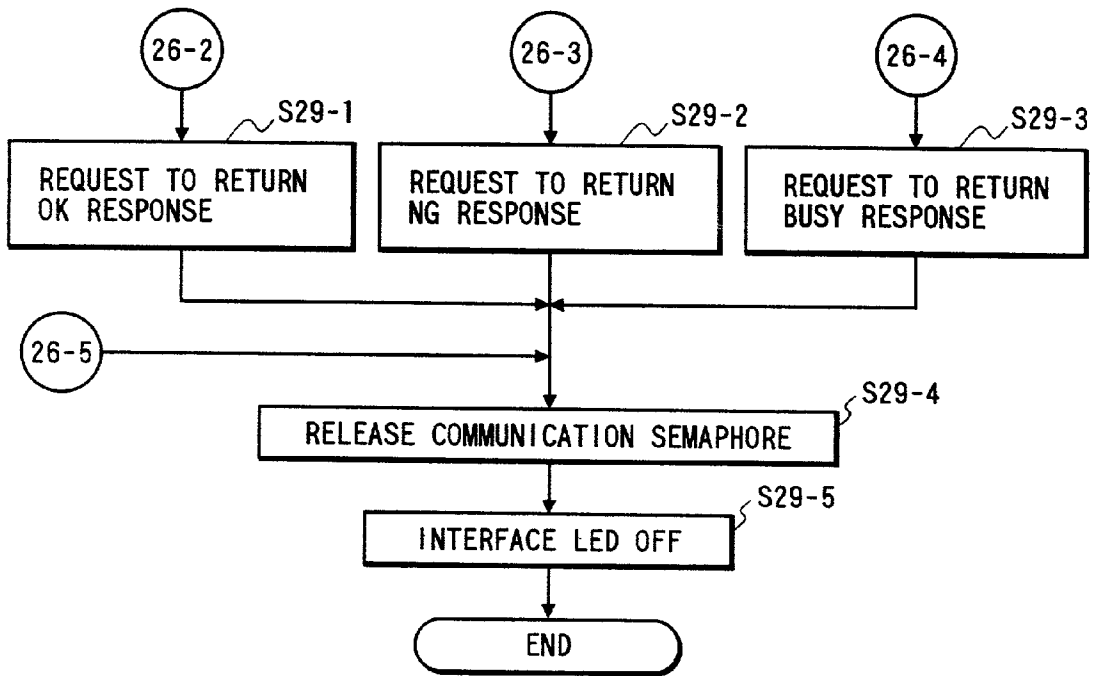 26-2
26-3
26-4
S29-1
S29-2
S29-3
REQUEST TO RETURN
OK RESPONSE
REQUEST TO RETURN
NG RESPONSE
REQUEST TO RETURN
BUSY RESPONSE
26-5
S29-4
RELEASE COMMUNICATION SEMAPHORE
S29-5
INTERFACE LED OFF
END